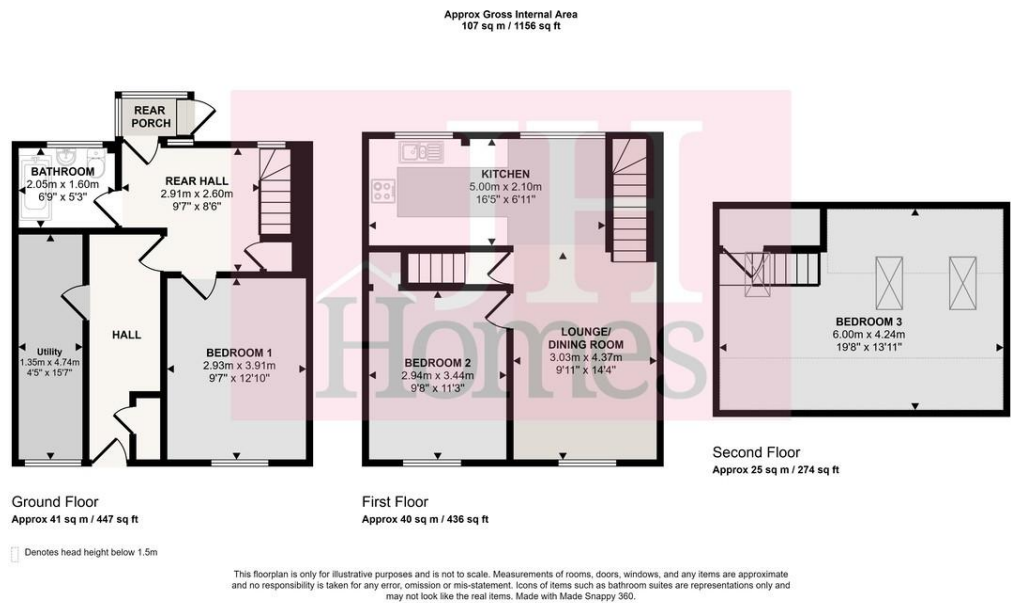 Approx Gross Internal Area
107 sq m / 1156 sq ft
REAR
PORCH
BATHROOM
2.05m x 1.60m
6'9" x 5'3"
REAR HALL
2.91m x 2.60m
9'7" x 8'6"
HALL
Utility
1.35m x 4.74m
4'5" x 15'7"
BEDROOM 1
2.93m x 3.91m
9'7" x 12'10"
Ground Floor
Approx 41 sq m / 447 sq ft
Denotes head height below 1.5m
KITCHEN
5.00m x 2.10m
16'5" x 6'11"
JH
Homes
BEDROOM 2
2.94m x 3.44m
9'8" x 11'3"
LOUNGE/
DINING ROOM
3.03m x 4.37m
9'11" x 14'4"
First Floor
Approx 40 sq m / 436 sq ft
BEDROOM 3
6.00m x 4.24m
19'8" x 13'11"
Second Floor
Approx 25 sq m / 274 sq ft
This floorplan is only for illustrative purposes and is not to scale. Measurements of rooms, doors, windows, and any items are approximate
and no responsibility is taken for any error, omission or mis-statement. Icons of items such as bathroom suites are representations only and
may not look like the real items. Made with Made Snappy 360.